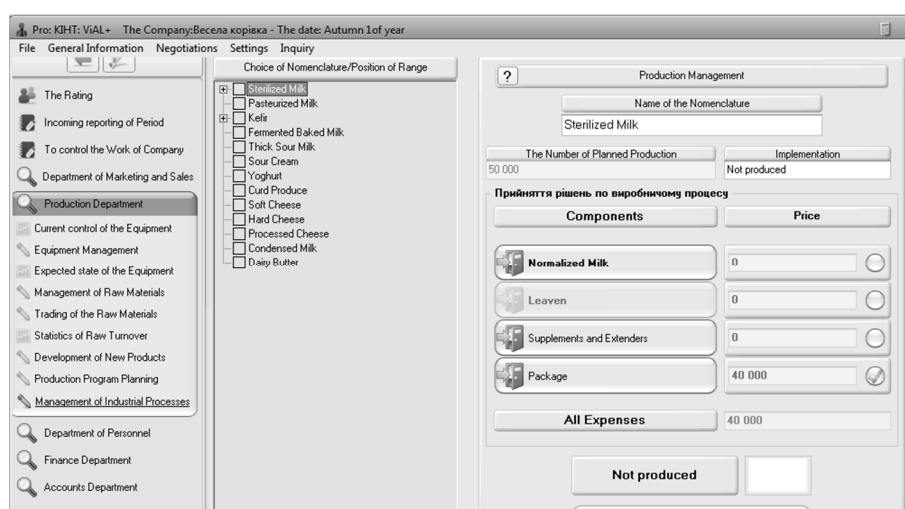 Pro: КІНТ: ViAL+ The Company:Весела корівка - The date: Autumn 1of year
File General Information Negotiations Settings Inquiry
The Rating
Incoming reporting of Period
To control the Work of Company
Department of Marketing and Sales
Production Department
Current control of the Equipment
Equipment Management
Expected state of the Equipment
Management of Raw Materials
Trading of the Raw Materials
Statistics of Raw Turnover
Development of New Products
Production Program Planning
Management of Industrial Processes
Department of Personnel
Finance Department
Accounts Department
Choice of Nomenclature/Position of Range
Sterilized Milk
Pasteurized Milk
Kefir
Fermented Baked Milk
Thick Sour Milk
Sour Cream
Yoghurt
Curd Produce
Soft Cheese
Hard Cheese
Processed Cheese
Condensed Milk
Dairy Butter
? Production Management
Name of the Nomenclature
Sterilized Milk
The Number of Planned Production Implementation
50 000 Not produced
Прийняття рішень по виробничому процесу
Components Price
Normalized Milk 0
Leaven 0
Supplements and Extenders 0
Package 40 000
All Expenses 40 000
Not produced